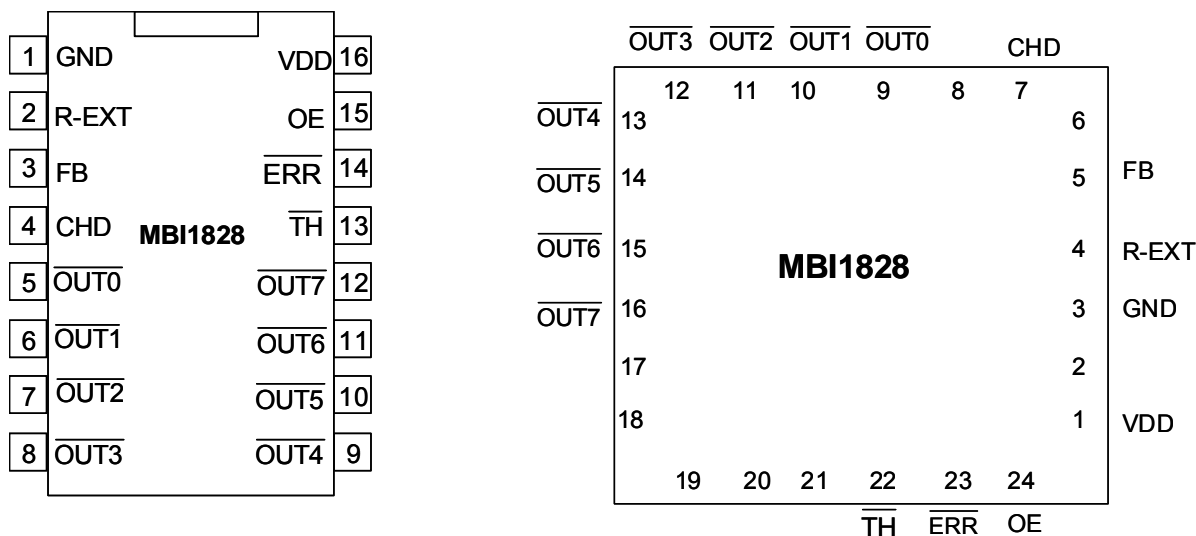 1 GND VDD 16
2 R-EXT OE 15
3 FB ERR 14
4 CHD MBI1828 TH 13
5 OUT0 OUT7 12
6 OUT1 OUT6 11
7 OUT2 OUT5 10
8 OUT3 OUT4 9
OUT3 OUT2 OUT1 OUT0 CHD
12 11 10 9 8 7
OUT4 13 6
OUT5 14 5 FB
OUT6 15 4 R-EXT
MBI1828
OUT7 16 3 GND
17 2
18 1 VDD
19 20 21 22 23 24
TH ERR OE